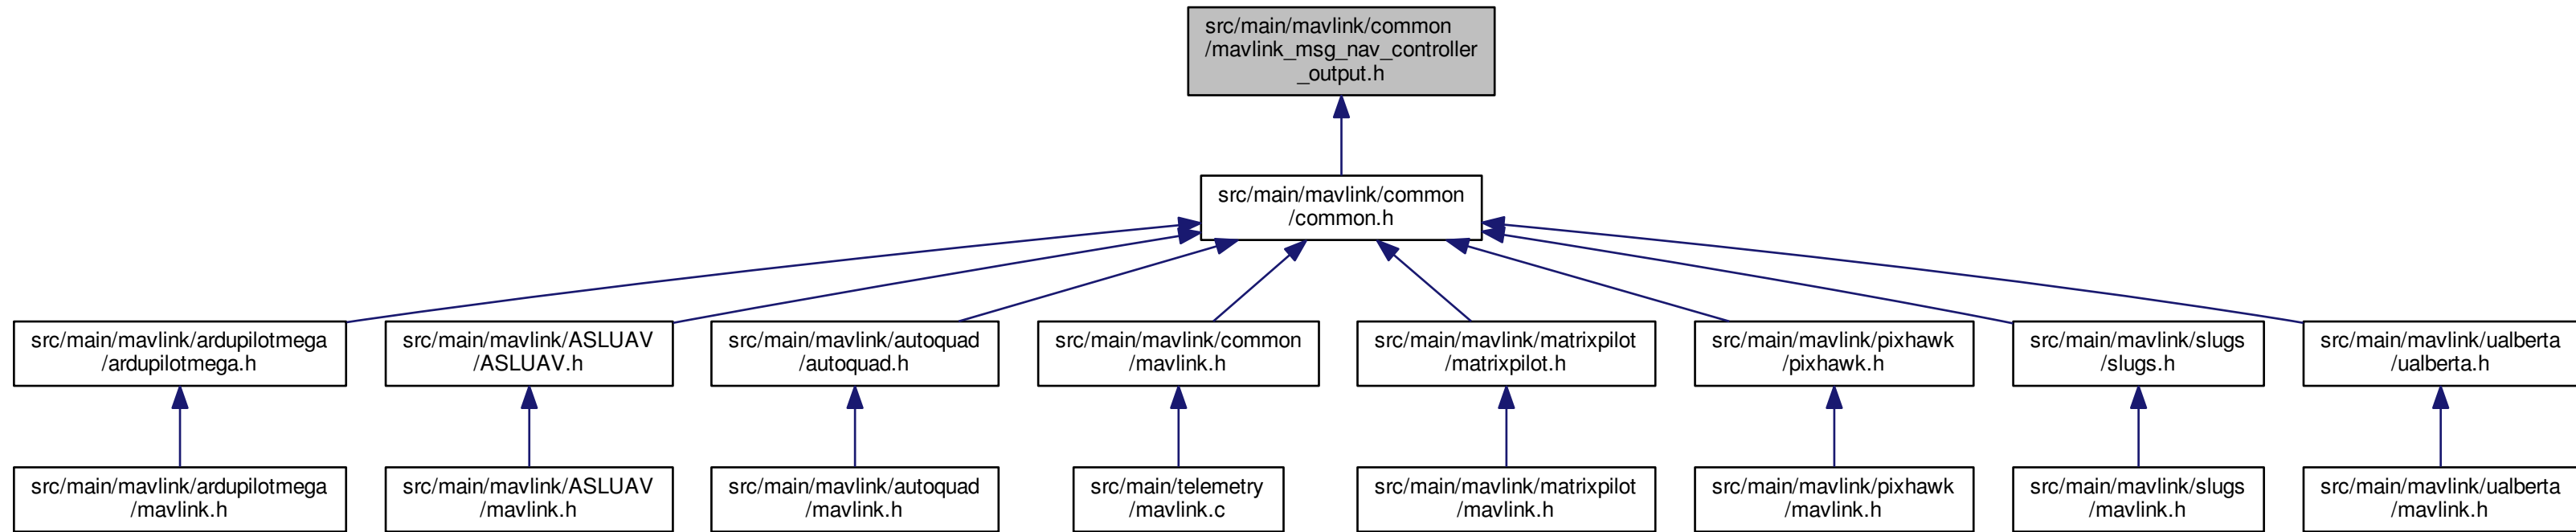 src/main/mavlink/common
/mavlink_msg_nav_controller
_output.h
src/main/mavlink/common
/common.h
src/main/mavlink/ardupilotmega
/ardupilotmega.h
src/main/mavlink/ASLUAV
/ASLUAV.h
src/main/mavlink/autoquad
/autoquad.h
src/main/mavlink/common
/mavlink.h
src/main/mavlink/matrixpilot
/matrixpilot.h
src/main/mavlink/pixhawk
/pixhawk.h
src/main/mavlink/slugs
/slugs.h
src/main/mavlink/ualberta
/ualberta.h
src/main/mavlink/ardupilotmega
/mavlink.h
src/main/mavlink/ASLUAV
/mavlink.h
src/main/mavlink/autoquad
/mavlink.h
src/main/telemetry
/mavlink.c
src/main/mavlink/matrixpilot
/mavlink.h
src/main/mavlink/pixhawk
/mavlink.h
src/main/mavlink/slugs
/mavlink.h
src/main/mavlink/ualberta
/mavlink.h